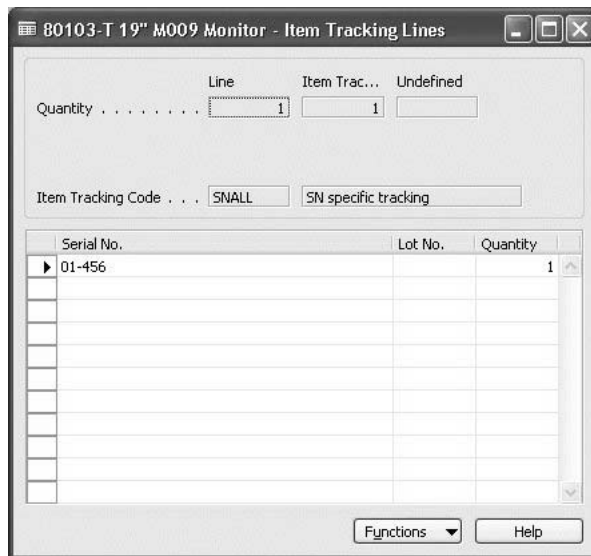 80103-T 19" M009 Monitor - Item Tracking Lines
Line Item Trac... Undefined
Quantity . . . . . . . . 1 1
Item Tracking Code . . . SNALL SN specific tracking
Serial No. Lot No. Quantity
01-456 1
Functions Help